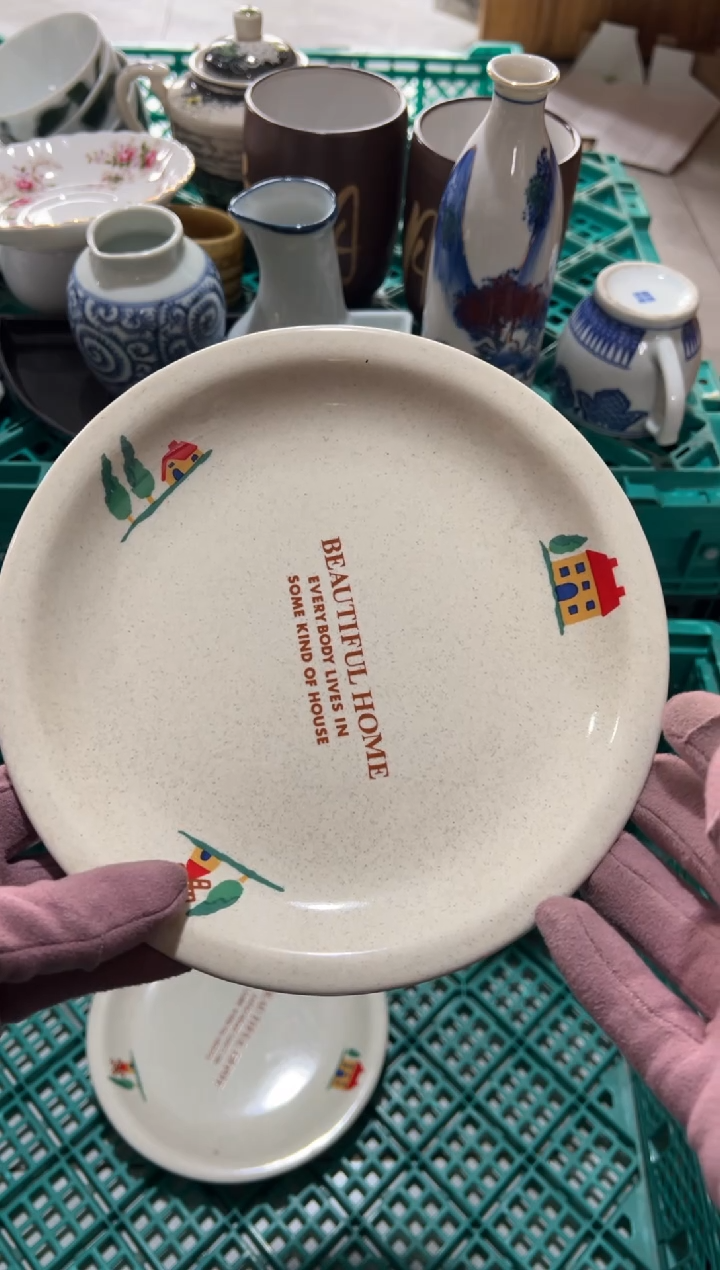 BEAUTIFUL HOME
EVERYBODY LIVES IN
SOME KIND OF HOUSE